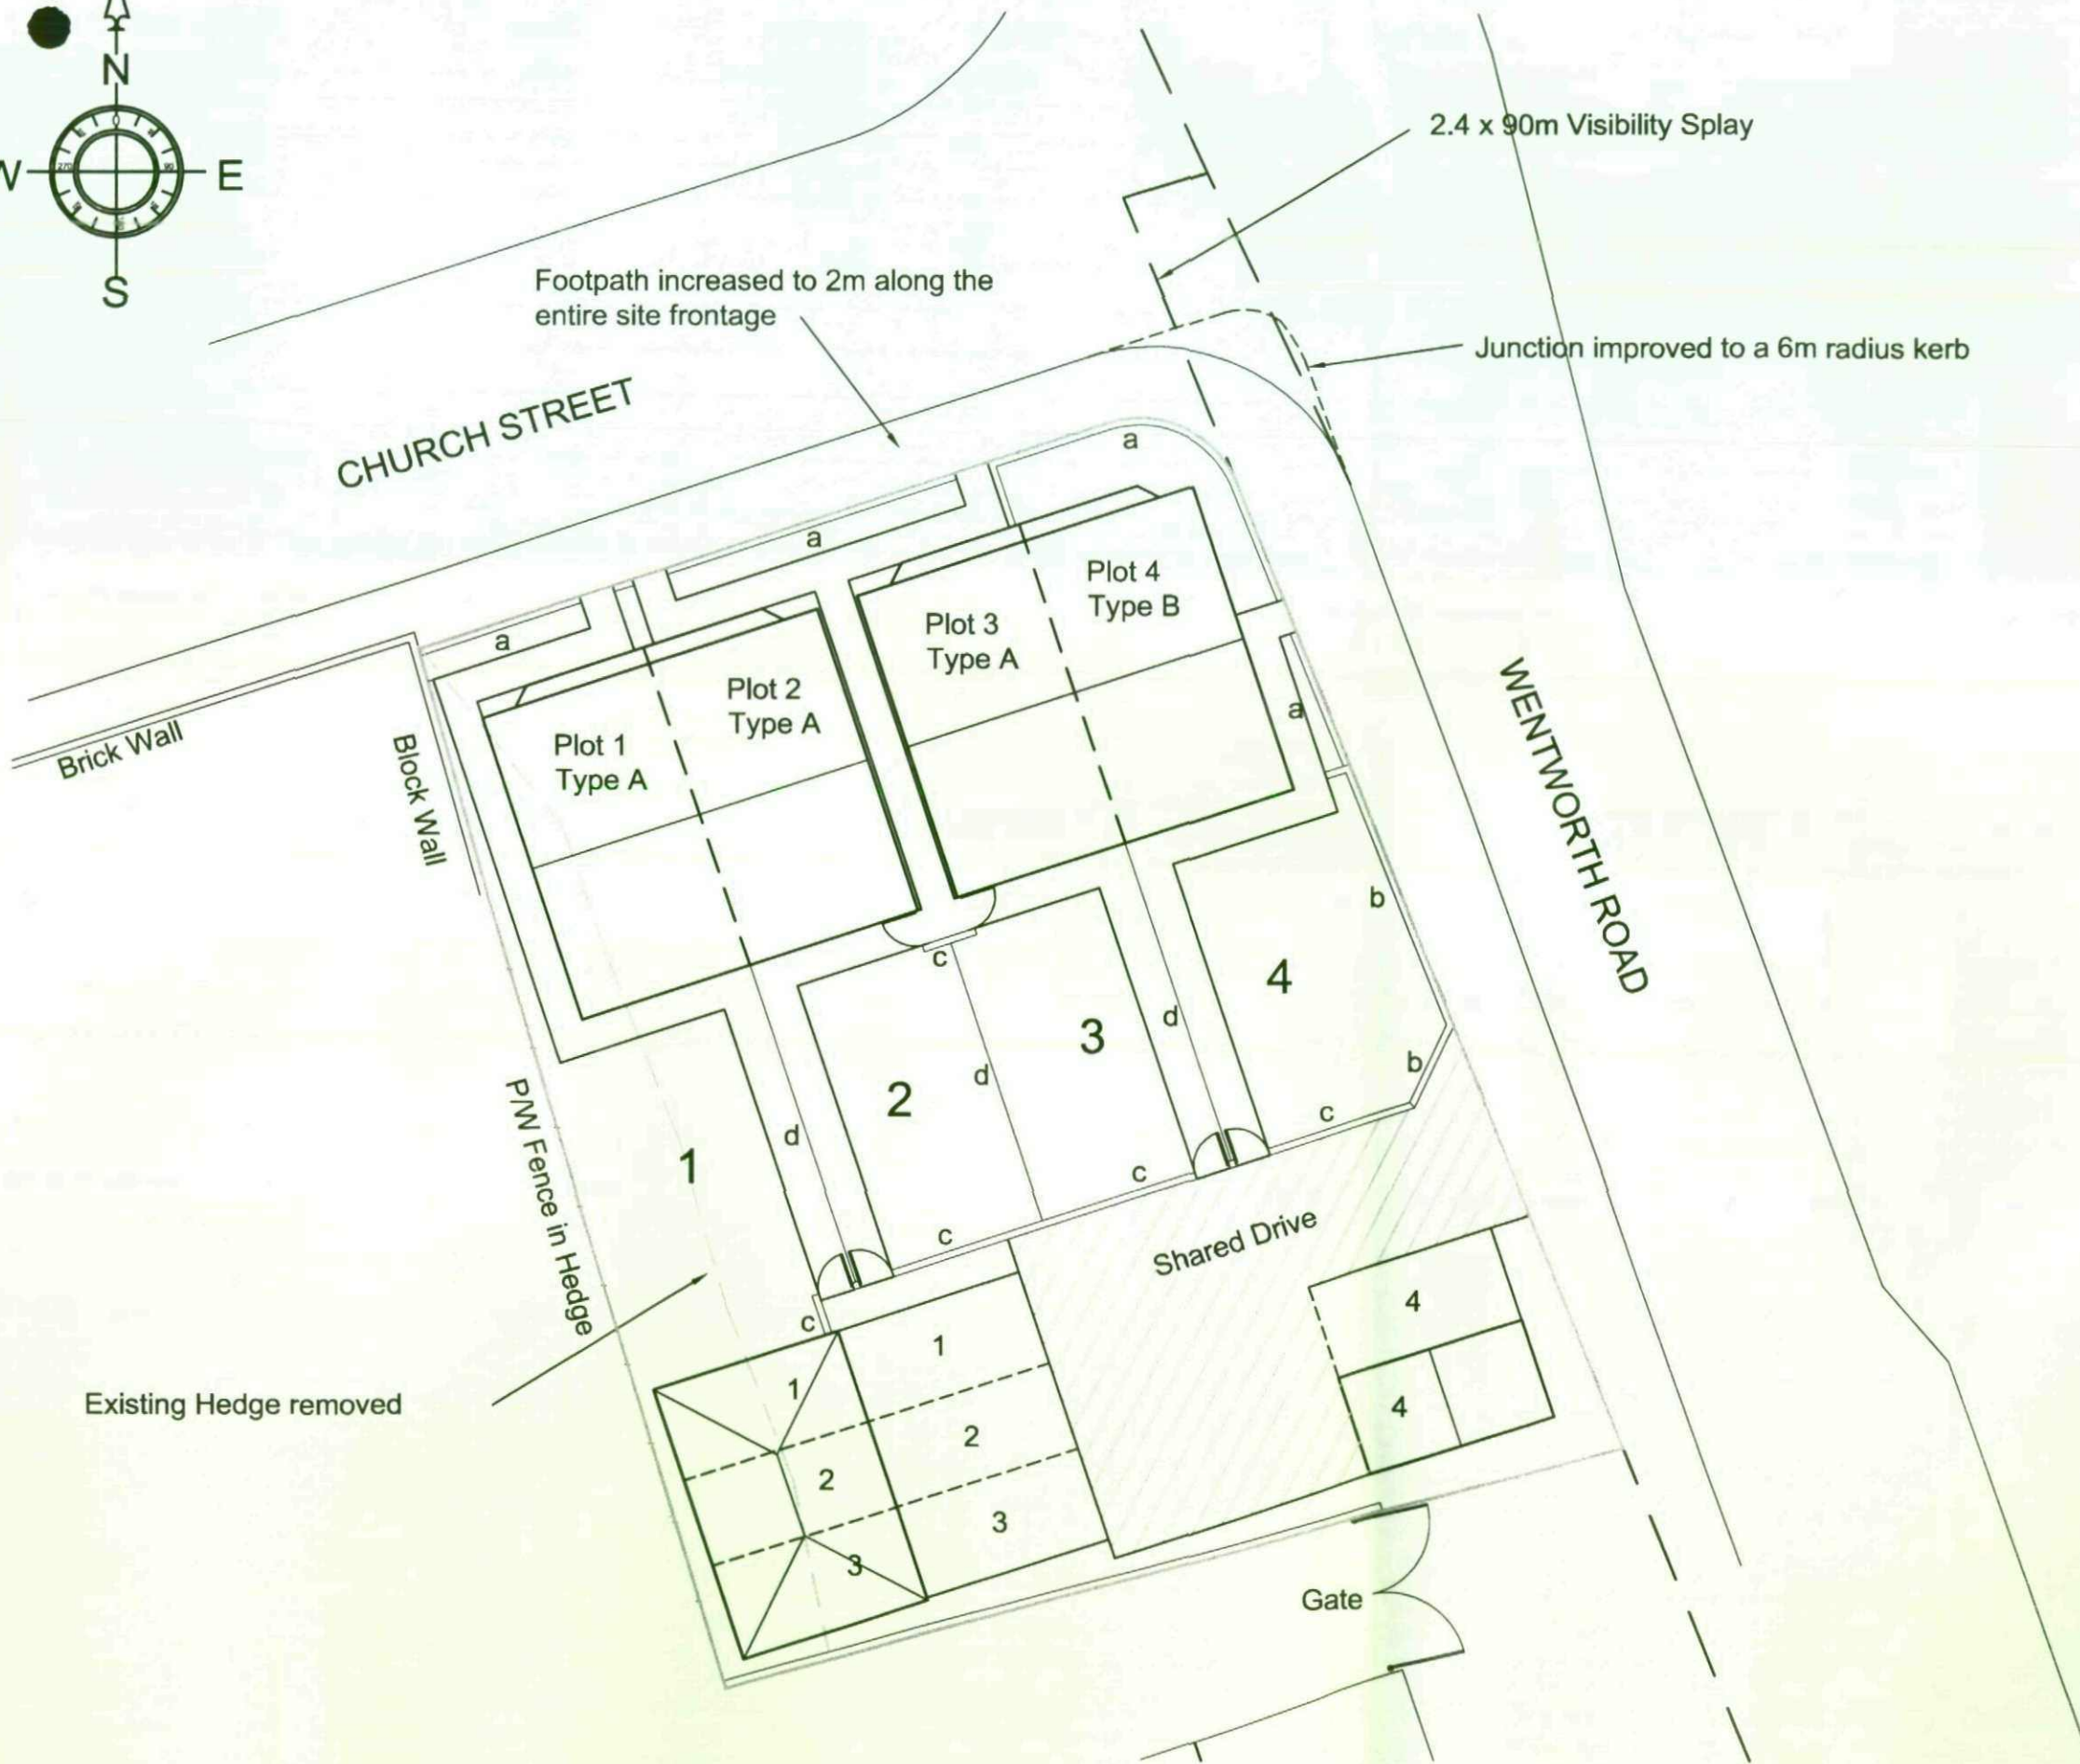 N
W
E
S
0
90
270
2.4 x 90m Visibility Splay
Footpath increased to 2m along the
entire site frontage
Junction improved to a 6m radius kerb
CHURCH STREET
a
a
a
Plot 4
Type B
Plot 3
Type A
Plot 2
Type A
Plot 1
Type A
a
Brick Wall
Block Wall
WENTWORTH ROAD
b
c
4
3
d
2
d
b
1
d
c
c
c
P/W Fence in Hedge
Shared Drive
c
4
1
1
4
2
2
3
3
Existing Hedge removed
Gate